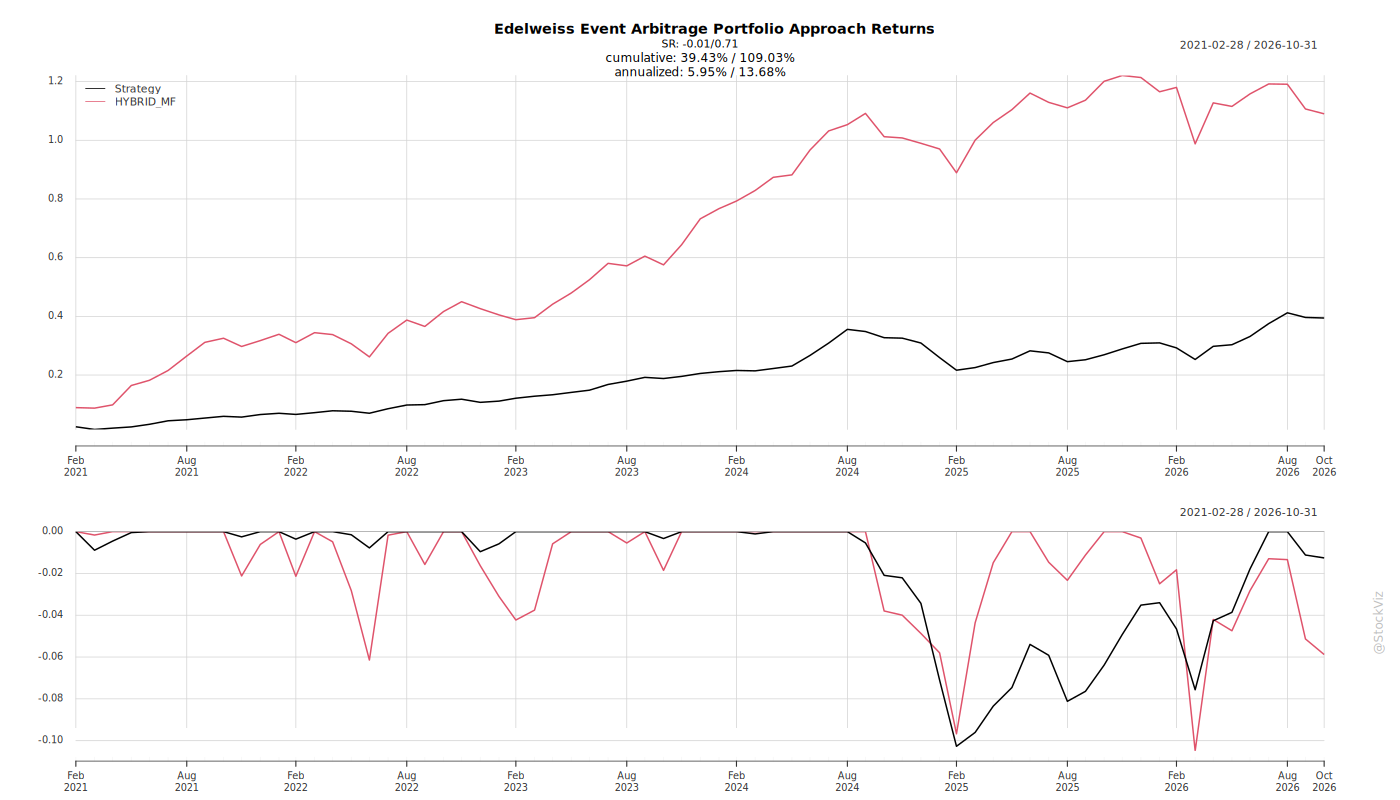 Edelweiss Event Arbitrage Portfolio Approach Returns
SR: -0.01/0.71
cumulative: 39.43% / 109.03%
annualized: 5.95% / 13.68%
2021-02-28 / 2026-10-31
Strategy
HYBRID_MF
1.2
1.0
0.8
0.6
0.4
0.2
Feb Aug Feb Aug Feb Aug Feb Aug Feb Aug Feb Aug Oct
2021 2021 2022 2022 2023 2023 2024 2024 2025 2025 2026 2026 2026
2021-02-28 / 2026-10-31
0.00
-0.02
-0.04
-0.06
-0.08
-0.10
Feb Aug Feb Aug Feb Aug Feb Aug Feb Aug Feb Aug Oct
2021 2021 2022 2022 2023 2023 2024 2024 2025 2025 2026 2026 2026
@StockViz